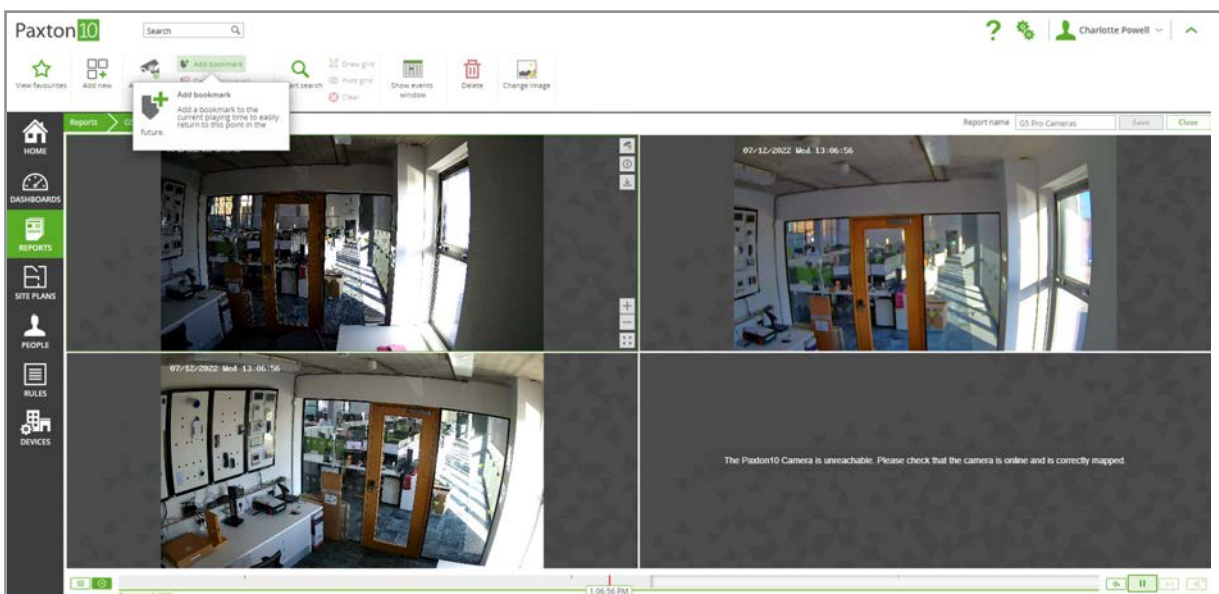 Paxton 10
Search
Charlotte Powell
View favourites
Add new
Add bookmark
Draw grid
Hide grid
Clear
Show events window
Delete
Change image
Add bookmark
Add a bookmark to the
current playing time to easily
return to this point in the
future.
Reports
Report name
G5 Pro Cameras
Save
Close
HOME
DASHBOARDS
REPORTS
SITE PLANS
PEOPLE
RULES
DEVICES
07/12/2022 Wed 13:06:56
07/12/2022 Wed 13:06:56
The Paxton10 Camera is unreachable. Please check that the camera is online and is correctly mapped.
1:06:56 PM